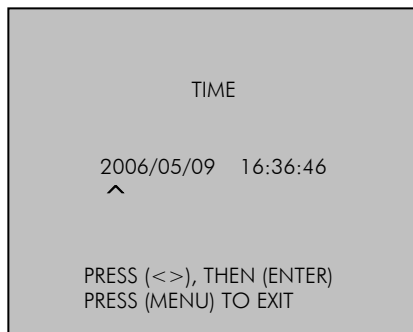 TIME
2006/05/09 16:36:46
^
PRESS (<>), THEN (ENTER)
PRESS (MENU) TO EXIT